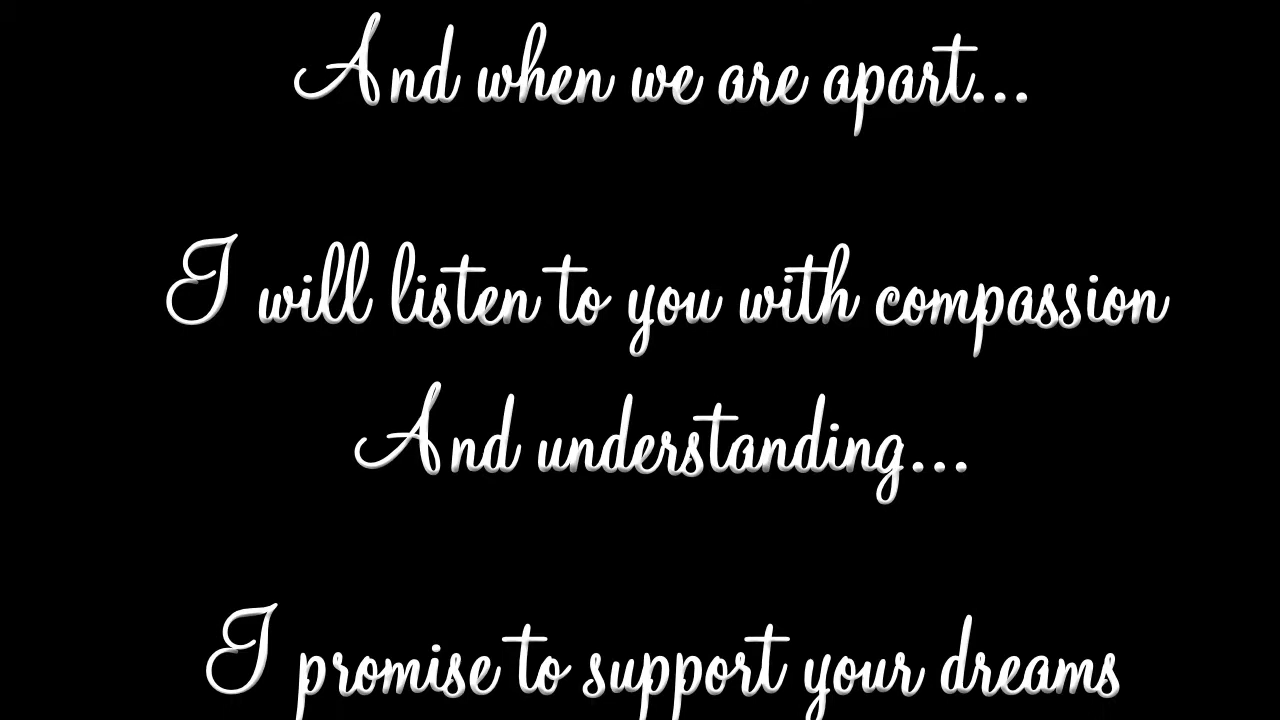 And when we are apart...
I will listen to you with compassion
And understanding...
I promise to support your dreams